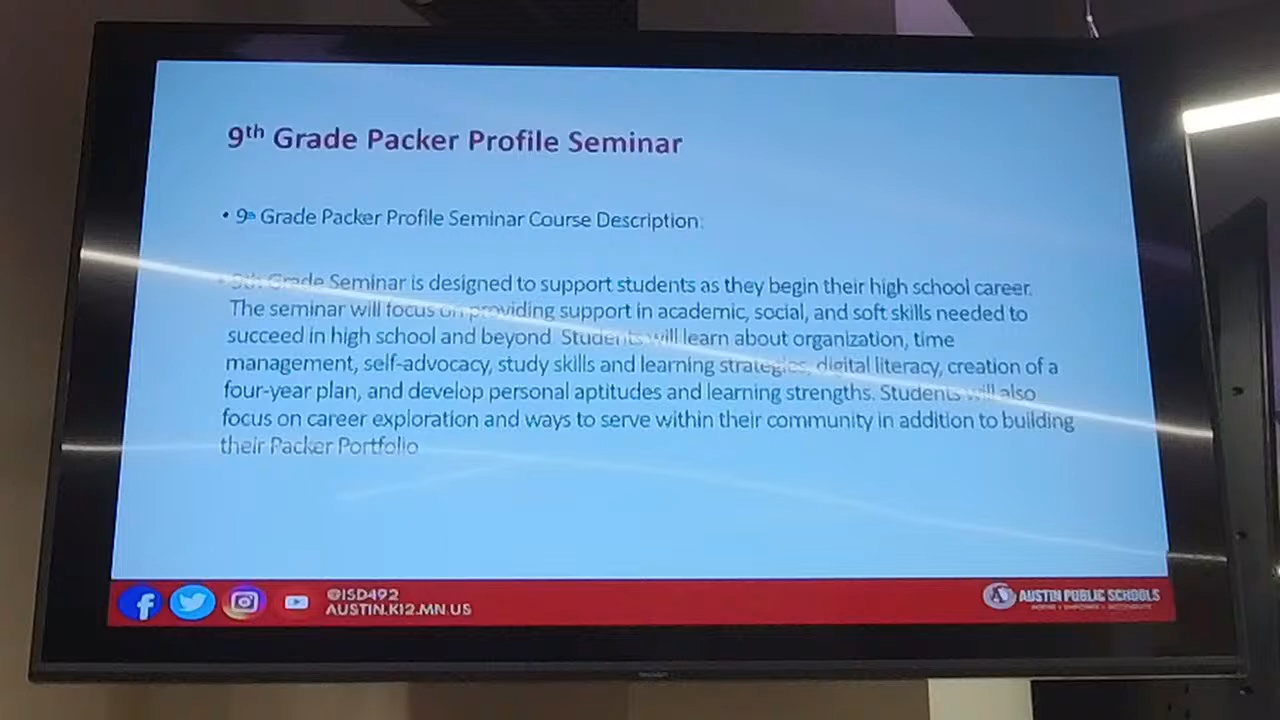 9th Grade Packer Profile Seminar
• 9th Grade Packer Profile Seminar Course Description:
• 9th Grade Seminar is designed to support students as they begin their high school career.
The seminar will focus on providing support in academic, social, and soft skills needed to
succeed in high school and beyond. Students will learn about organization, time
management, self-advocacy, study skills and learning strategies, digital literacy, creation of a
four-year plan, and develop personal aptitudes and learning strengths. Students will also
focus on career exploration and ways to serve within their community in addition to building
their Packer Portfolio
@ISD492
AUSTIN.K12.MN.US
AUSTIN PUBLIC SCHOOLS